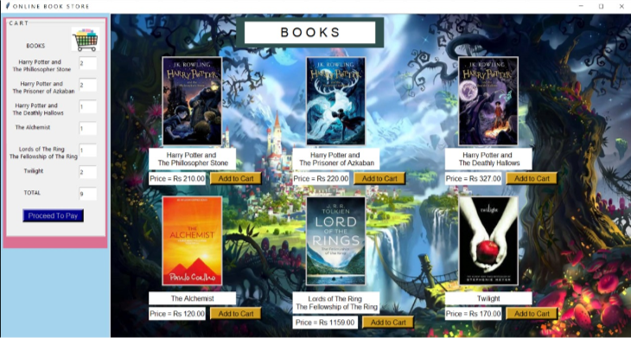 ONLINE BOOK STORE
CART
BOOKS
Harry Potter and
The Philosopher Stone
2
Harry Potter and
The Prisoner of Azkaban
2
Harry Potter and
The Deathly Hallows
1
The Alchemist
1
Lords of The Ring
The Fellowship of The Ring
1
Twilight
2
TOTAL
9
Proceed To Pay
BOOKS
J.K. ROWLING
HARRY POTTER
J.K. ROWLING
HARRY POTTER
J.K. ROWLING
HARRY POTTER
Harry Potter and
The Philosopher Stone
Harry Potter and
The Prisoner of Azkaban
Harry Potter and
The Deathly Hallows
Price = Rs 210.00
Add to Cart
Price = Rs 220.00
Add to Cart
Price = Rs 327.00
Add to Cart
THE
ALCHEMIST
Paulo Coelho
J.R.R.
TOLKIEN
LORD
OF THE
RINGS
twilight
STEPHENIE MEYER
The Alchemist
Lords of The Ring
The Fellowship of The Ring
Twilight
Price = Rs 120.00
Add to Cart
Price = Rs 1159.00
Add to Cart
Price = Rs 170.00
Add to Cart